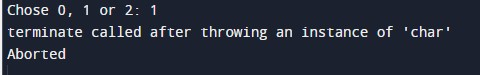 Chose 0, 1 or 2: 1
terminate called after throwing an instance of 'char'
Aborted